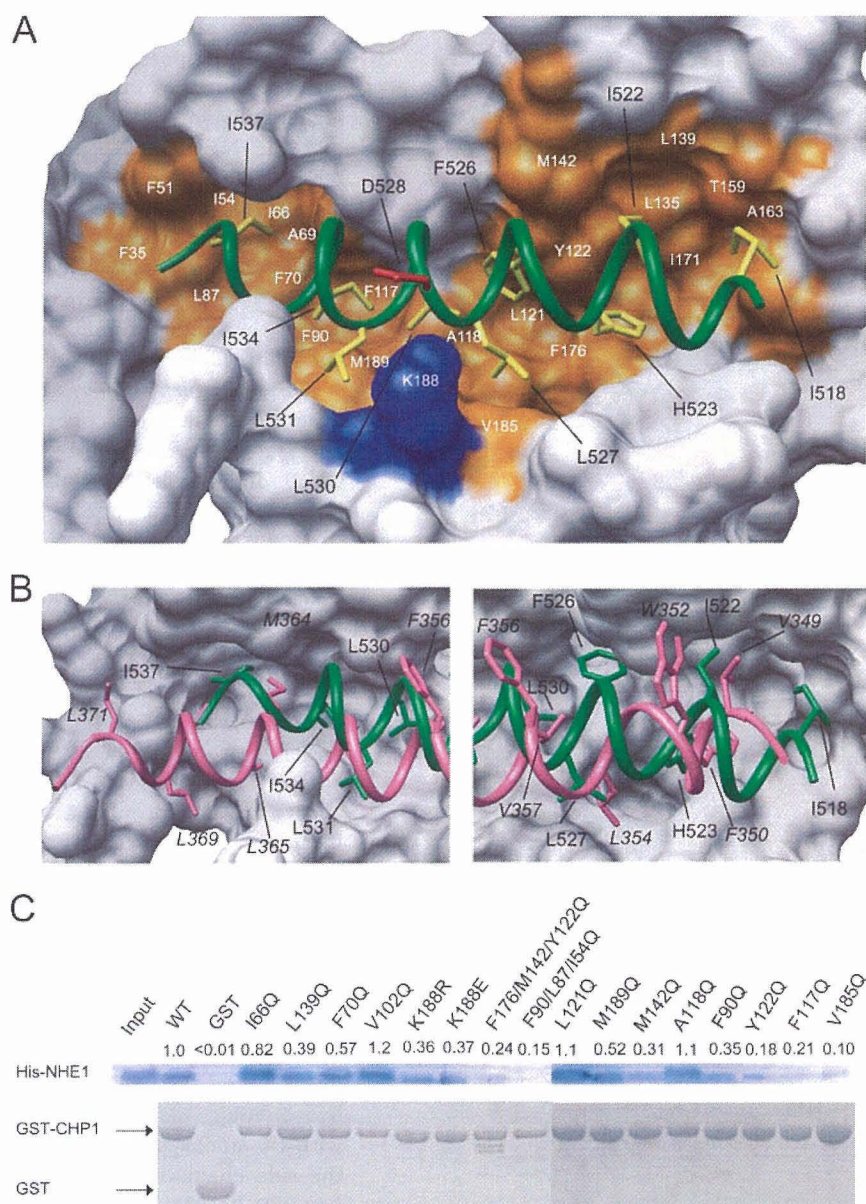 A
I537
F51
I54
I66
F35
A69
D528
F526
M142
I522
L139
L135
T159
A163
Y122
I171
L87
F70
F117
L121
I534
F90
M189
A118
F176
K188
I518
H523
L531
V185
L527
L530
B
M364
F356
L530
I537
L371
I534
L531
L369
L365
F526
W352
I522
V349
F356
L530
I518
V357
L527
L354
H523
F350
C
Input WT GST I66Q L139Q F70Q V102Q K188R K188E F176/M142/Y122Q F90/L87/I54Q L121Q M189Q M142Q A118Q F90Q Y122Q F117Q V185Q
1.0 <0.01 0.82 0.39 0.57 1.2 0.36 0.37 0.24 0.15 1.1 0.52 0.31 1.1 0.35 0.18 0.21 0.10
His-NHE1
GST-CHP1
GST